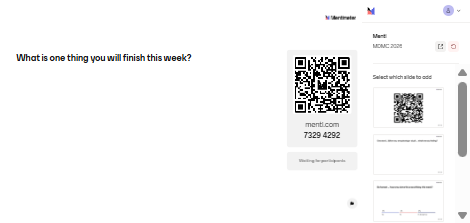 Mentimeter
What is one thing you will finish this week?
menti.com
7329 4292
Waiting for participants
Menti
MDMC 2026
Select which slide to add